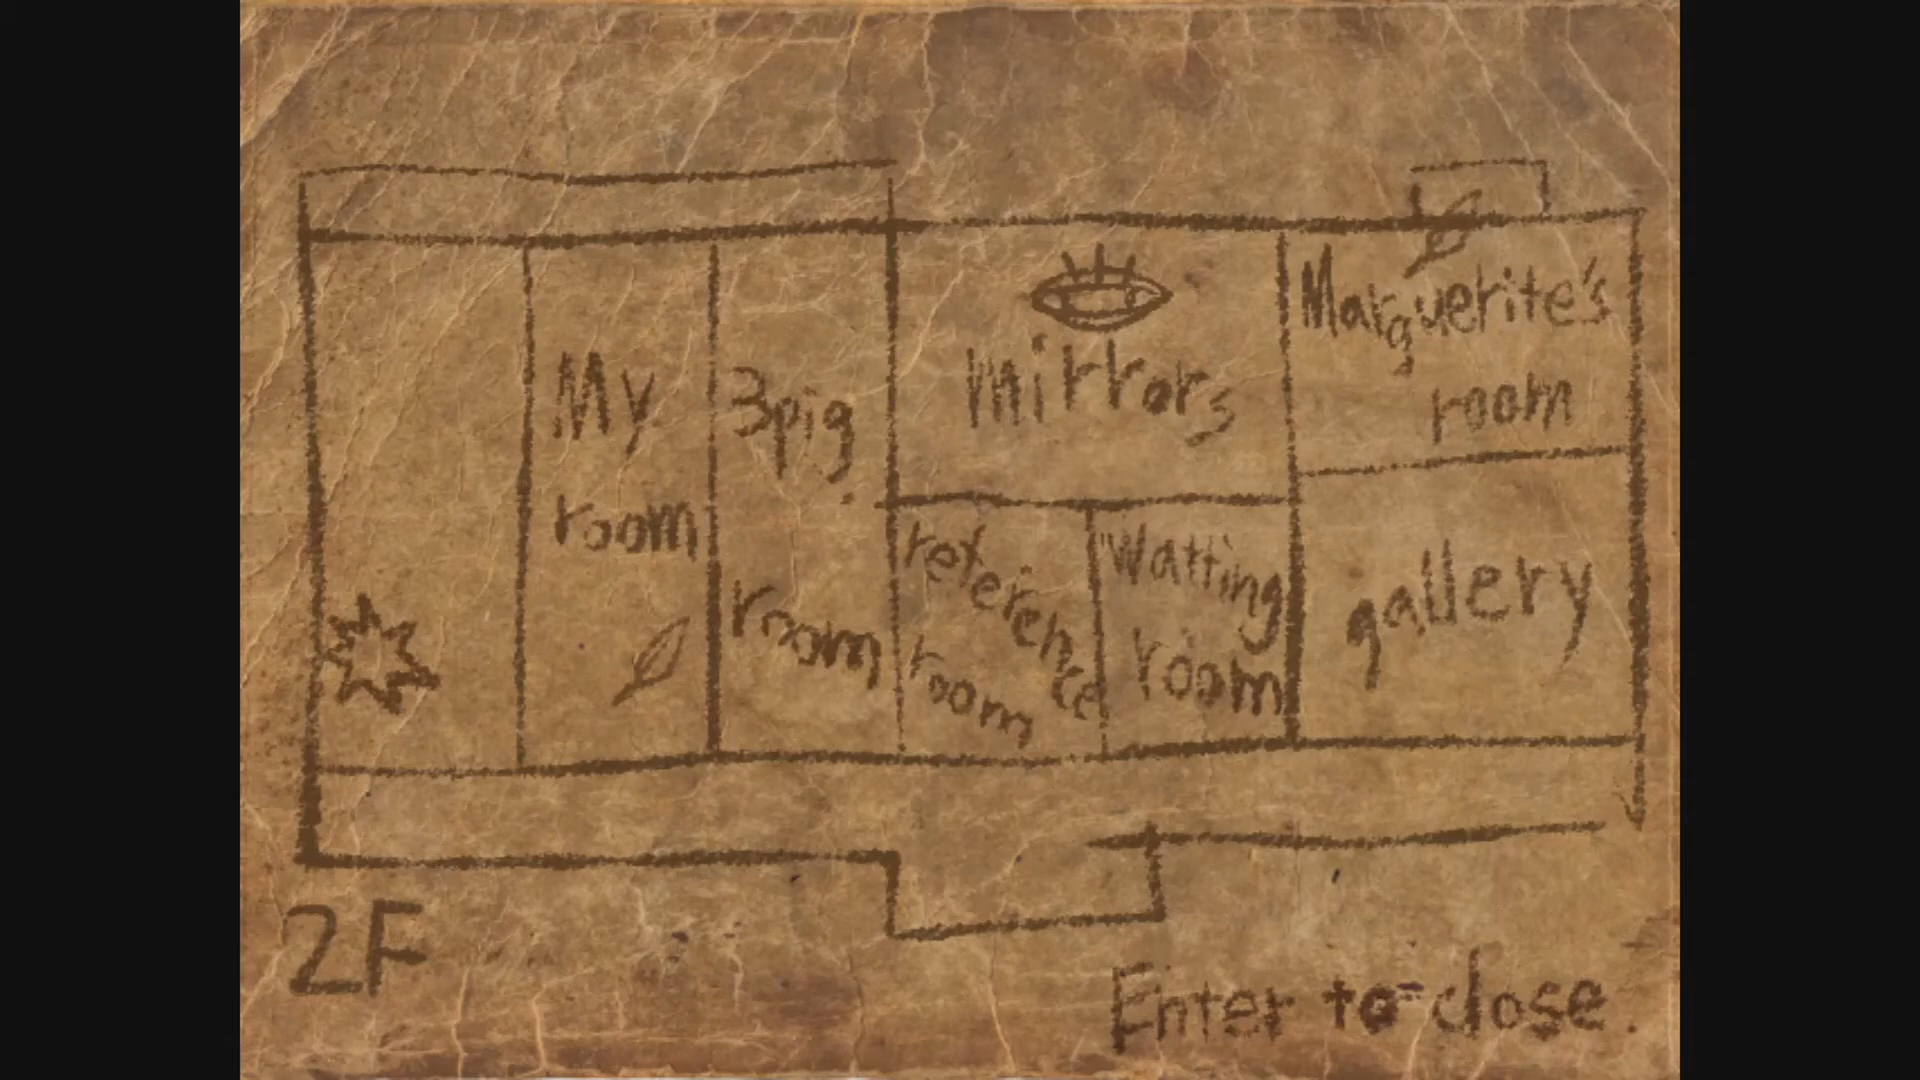 My
room
3pig
room
mirrors
reference
room
Waiting
room
Marguerite's
room
gallery
2F
Enter to close.